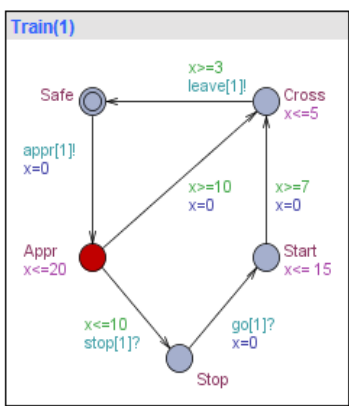 Train(1)
x>=3
leave[1]!
Safe
Cross
x<=5
appr[1]!
x=0
x>=10
x=0
x>=7
x=0
Appr
x<=20
Start
x<= 15
x<=10
stop[1]?
go[1]?
x=0
Stop